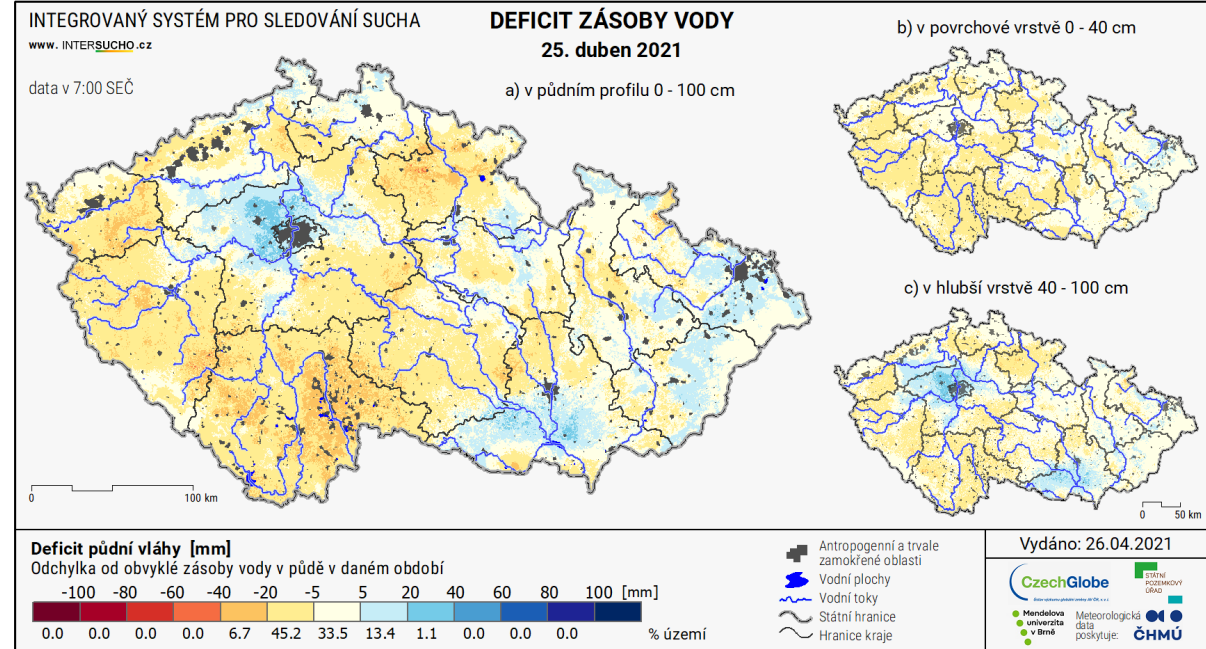 INTEGROVANÝ SYSTÉM PRO SLEDOVÁNÍ SUCHA
www. INTERSUCHO.cz
data v 7:00 SEČ
DEFICIT ZÁSOBY VODY
25. duben 2021
a) v půdním profilu 0 - 100 cm
b) v povrchové vrstvě 0 - 40 cm
c) v hlubší vrstvě 40 - 100 cm
0 100 km
0 50 km
Deficit půdní vláhy [mm]
Odchylka od obvyklé zásoby vody v půdě v daném období
-100 -80 -60 -40 -20 -5 5 20 40 60 80 100 [mm]
0.0 0.0 0.0 0.0 6.7 45.2 33.5 13.4 1.1 0.0 0.0 0.0 % území
Antropogenní a trvale
zamokřené oblasti
Vodní plochy
Vodní toky
Státní hranice
Hranice kraje
Vydáno: 26.04.2021
CzechGlobe
STÁTNÍ
POZEMKOVÝ
ÚŘAD
Mendelova
univerzita
v Brně
Meteorologická
data
poskytuje:
ČHMÚ